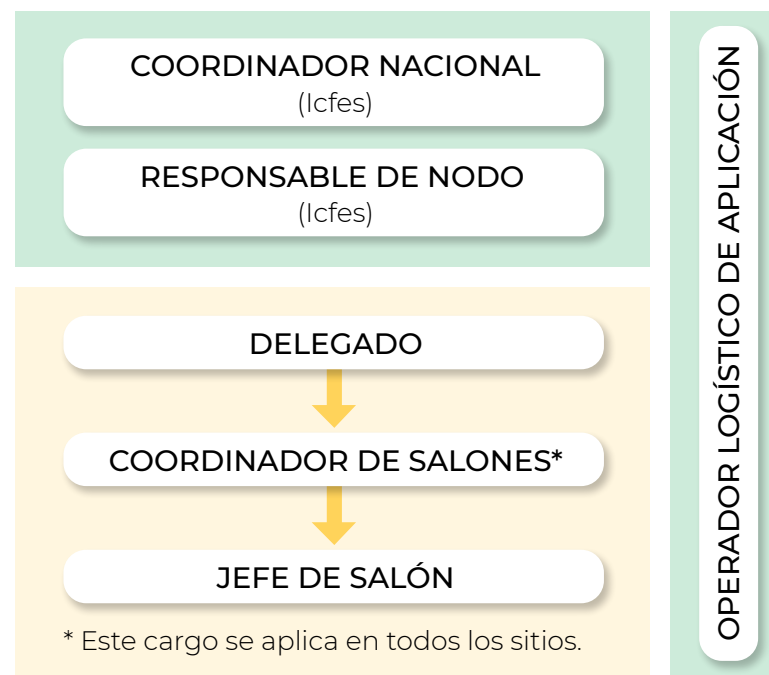 COORDINADOR NACIONAL
(Icfes)
RESPONSABLE DE NODO
(Icfes)
DELEGADO
COORDINADOR DE SALONES*
JEFE DE SALÓN
* Este cargo se aplica en todos los sitios.
OPERADOR LOGÍSTICO DE APLICACIÓN